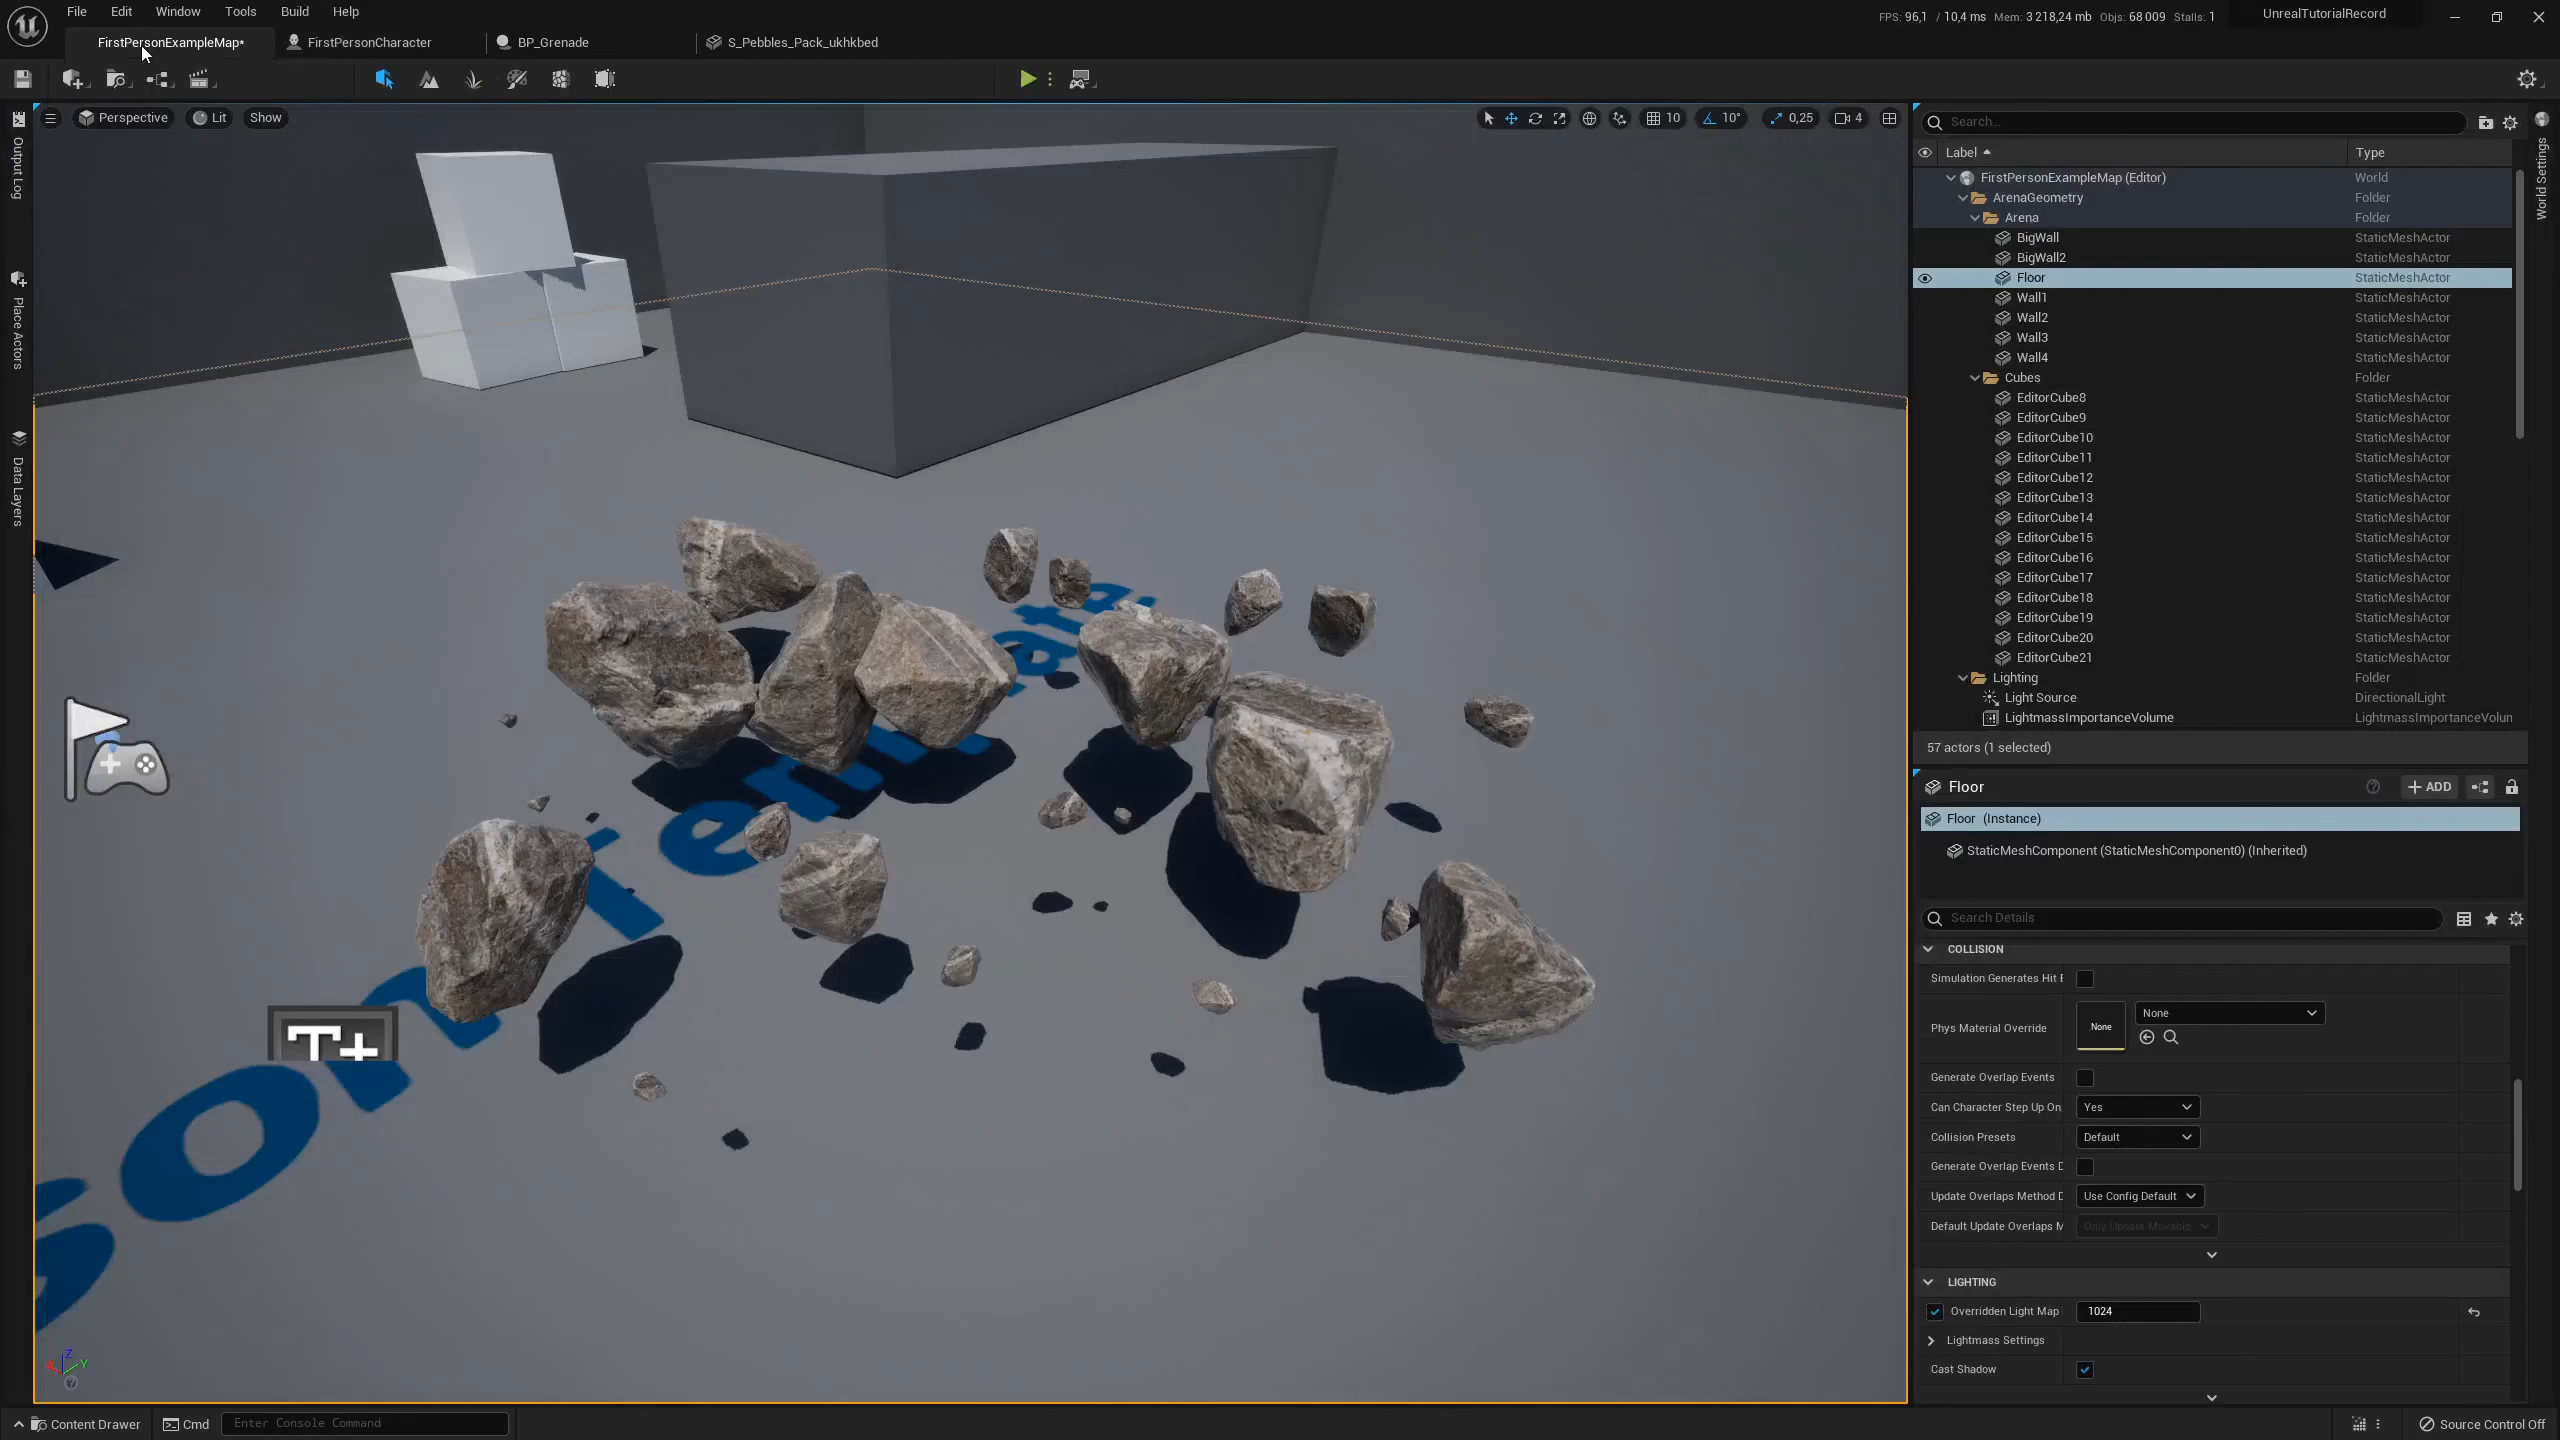 File Edit Window Tools Build Help
FPS: 96,1 / 10,4 ms Mem: 3 218,24 mb Objs: 68 009 Stalls: 1
UnrealTutorialRecord
FirstPersonExampleMap*
FirstPersonCharacter
BP_Grenade
S_Pebbles_Pack_ukhkbed
Perspective
Lit
Show
10
10°
0,25
4
Output Log
Place Actors
Data Layers
World Settings
T+
Search...
Label
Type
FirstPersonExampleMap (Editor) World
ArenaGeometry Folder
Arena Folder
BigWall StaticMeshActor
BigWall2 StaticMeshActor
Floor StaticMeshActor
Wall1 StaticMeshActor
Wall2 StaticMeshActor
Wall3 StaticMeshActor
Wall4 StaticMeshActor
Cubes Folder
EditorCube8 StaticMeshActor
EditorCube9 StaticMeshActor
EditorCube10 StaticMeshActor
EditorCube11 StaticMeshActor
EditorCube12 StaticMeshActor
EditorCube13 StaticMeshActor
EditorCube14 StaticMeshActor
EditorCube15 StaticMeshActor
EditorCube16 StaticMeshActor
EditorCube17 StaticMeshActor
EditorCube18 StaticMeshActor
EditorCube19 StaticMeshActor
EditorCube20 StaticMeshActor
EditorCube21 StaticMeshActor
Lighting Folder
Light Source DirectionalLight
LightmassImportanceVolume LightmassImportanceVolun
57 actors (1 selected)
Floor
+ ADD
Floor (Instance)
StaticMeshComponent (StaticMeshComponent0) (Inherited)
Search Details
COLLISION
Simulation Generates Hit E
Phys Material Override None None
Generate Overlap Events
Can Character Step Up On Yes
Collision Presets Default
Generate Overlap Events D
Update Overlaps Method D Use Config Default
Default Update Overlaps M Only Update Movable
LIGHTING
Overridden Light Map 1024
Lightmass Settings
Cast Shadow
Content Drawer
Cmd
Enter Console Command
Source Control Off